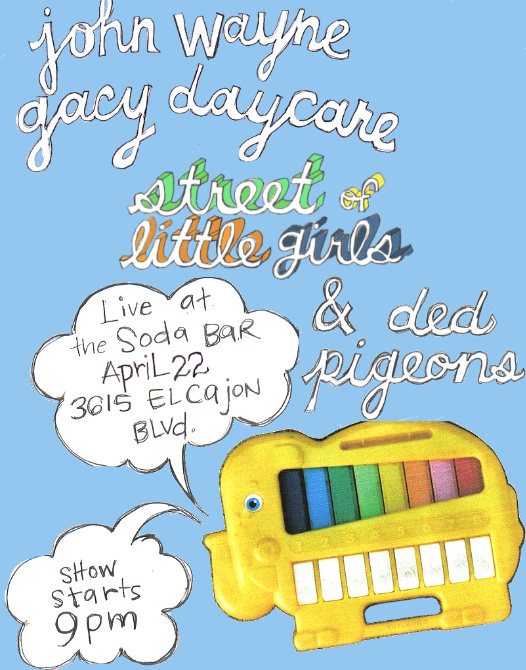 john wayne
gacy daycare
street of
little girls
& ded
pigeons
Live at
the Soda BaR
ApriL 22
3615 EL Cajon
BLVd.
SHOW
starts
9pm